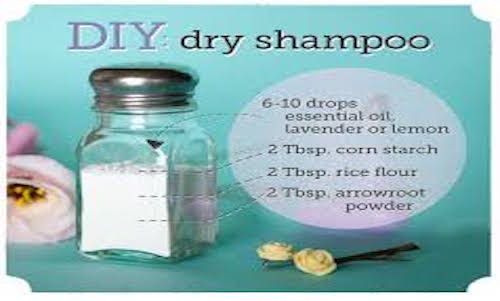 DIY: dry shampoo
6-10 drops
essential oil,
lavender or lemon
2 Tbsp. corn starch
2 Tbsp. rice flour
2 Tbsp. arrowroot
powder